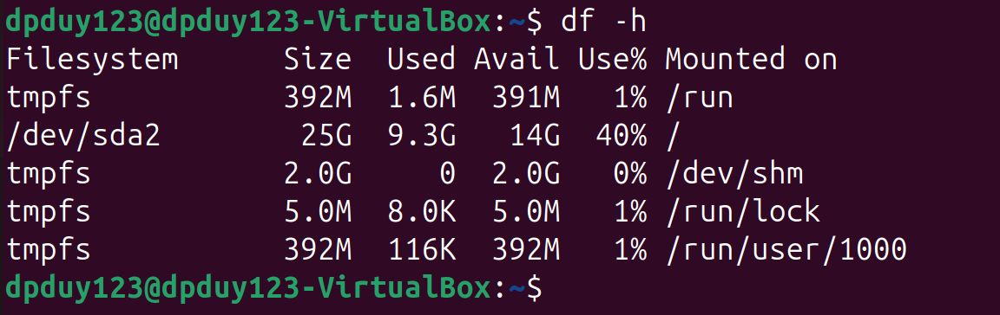 dpduy123@dpduy123-VirtualBox:~$ df -h
Filesystem      Size  Used Avail Use% Mounted on
tmpfs           392M  1.6M  391M   1% /run
/dev/sda2        25G  9.3G   14G  40% /
tmpfs           2.0G     0  2.0G   0% /dev/shm
tmpfs           5.0M  8.0K  5.0M   1% /run/lock
tmpfs           392M  116K  392M   1% /run/user/1000
dpduy123@dpduy123-VirtualBox:~$